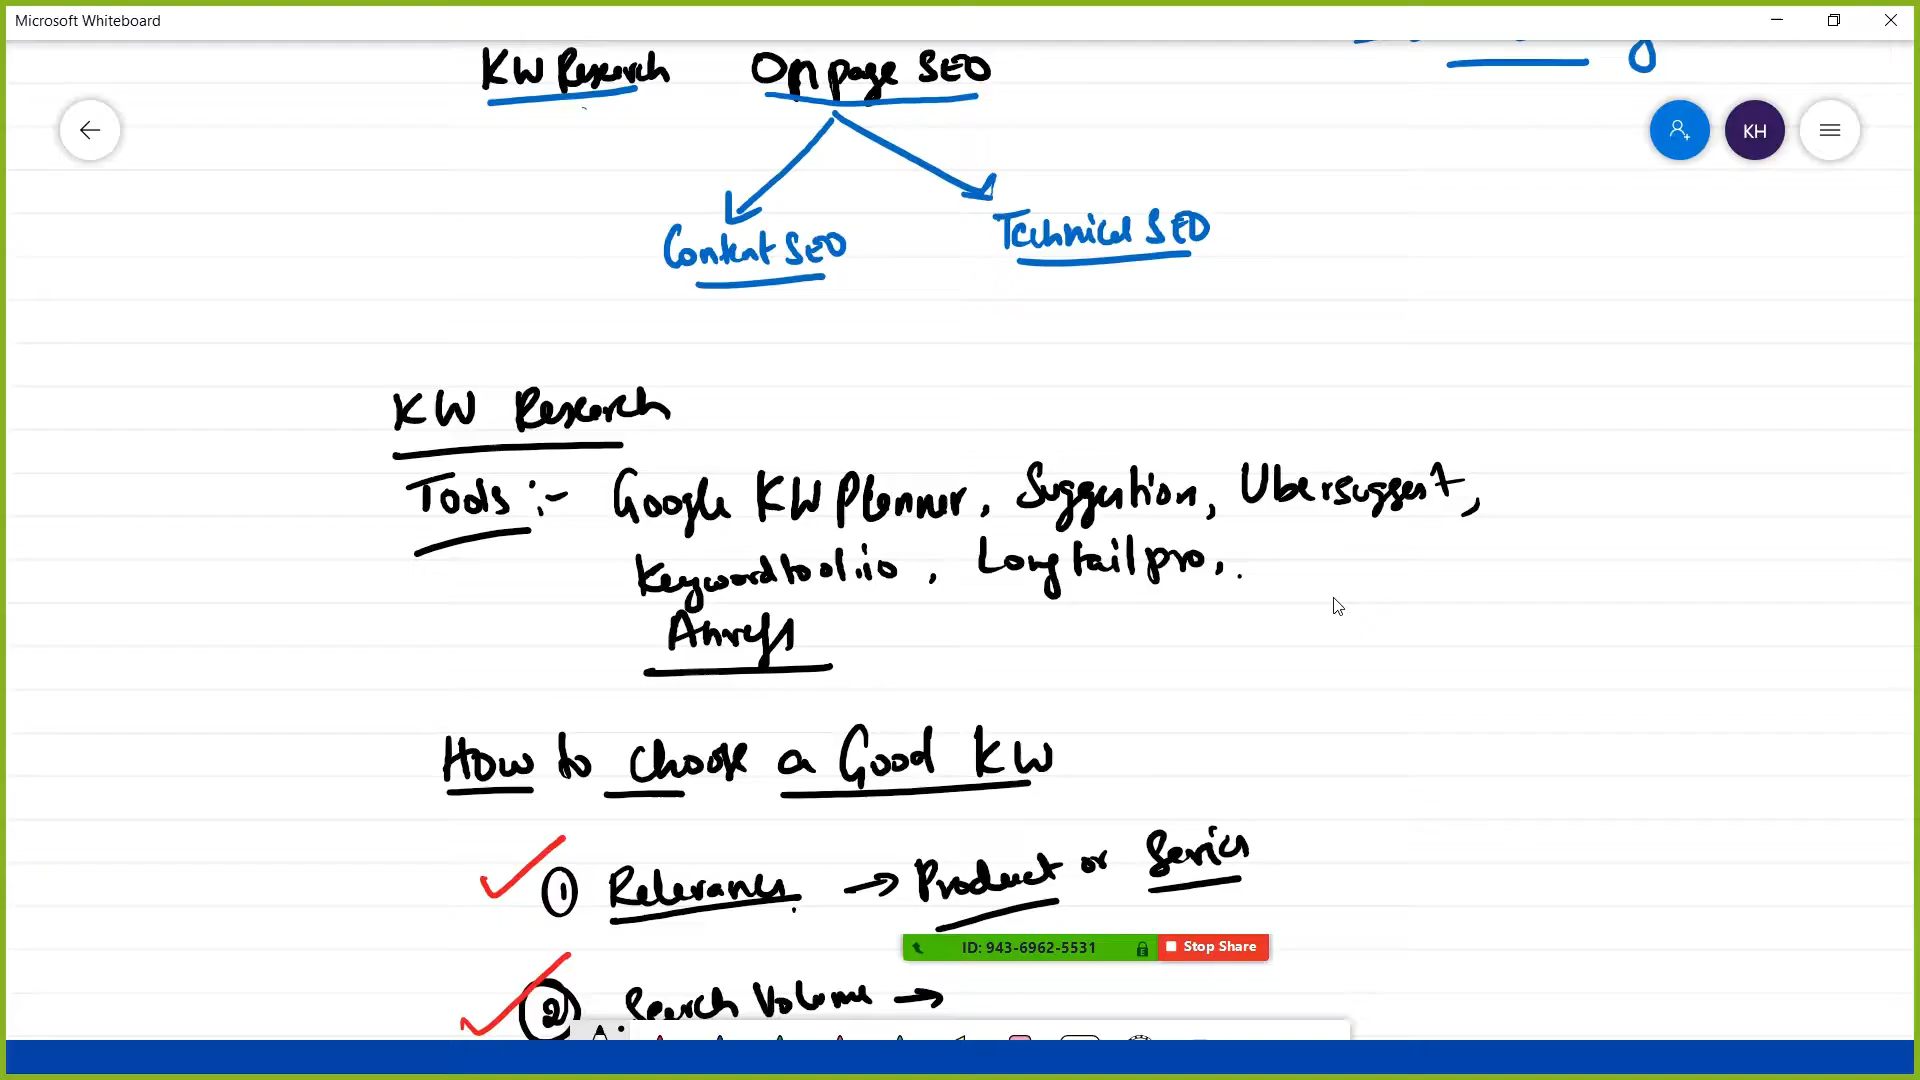 Microsoft Whiteboard
KW Research On page SEO
KH
Content SEO Technical SEO
KW Research
Tools :- Google KW Planner, Suggestion, Ubersuggest,
Keywordtool.io, Longtailpro,.
Ahrefs
How to choose a Good KW
① Relevancy → Product or Service
ID: 943-6962-5531 Stop Share
② Search Volume →